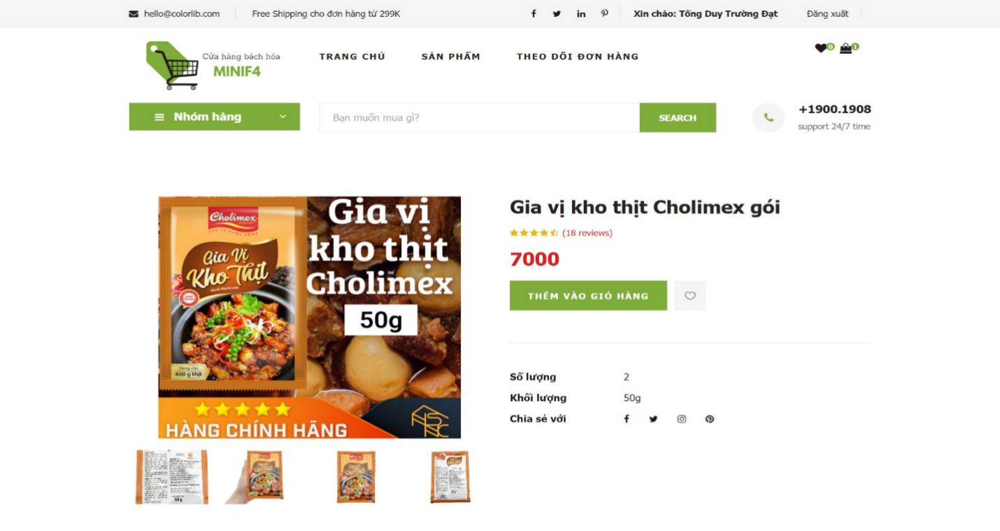 hello@colorlib.com
Free Shipping cho đơn hàng từ 299K
Xin chào: Tống Duy Trường Đạt
Đăng xuất
Cửa hàng bách hóa
MINIF4
TRANG CHỦ
SẢN PHẨM
THEO DÕI ĐƠN HÀNG
0
1
Nhóm hàng
Bạn muốn mua gì?
SEARCH
+1900.1908
support 24/7 time
Cholimex
Gia Vị
Kho Thịt
Dùng cho
400 g thịt
Gia vị
kho thịt
Cholimex
50g
HÀNG CHÍNH HÃNG
50 g
Gia vị kho thịt Cholimex gói
(18 reviews)
7000
THÊM VÀO GIỎ HÀNG
Số lượng 2
Khối lượng 50g
Chia sẻ với